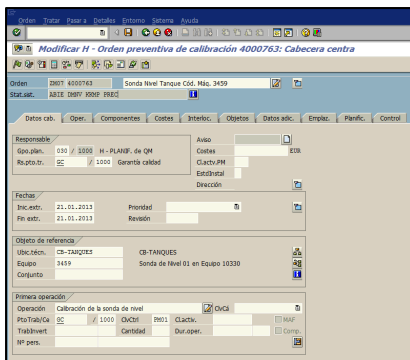 Orden Tratar Pasar a Detalles Entorno Sistema Ayuda
Modificar H - Orden preventiva de calibración 4000763: Cabecera centra
Orden ZM07 4000763 Sonda Nivel Tanque Cód. Máq. 3459
Stat.sist. ABIE DMNV KKMP PREC
Datos cab. Oper. Componentes Costes Interloc. Objetos Datos adic. Emplaz. Planific. Control
Responsable Aviso
Gpo.plan. 030 / 1000 H - PLANIF. de QM Costes EUR
Rs.pto.tr. GC / 1000 Garantía calidad Cl.activ.PM
EstdInstal
Dirección
Fechas
Inic.extr. 21.01.2013 Prioridad
Fin extr. 21.01.2013 Revisión
Objeto de referencia
Ubic.técn. CB-TANQUES CB-TANQUES
Equipo 3459 Sonda de Nivel 01 en Equipo 10330
Conjunto
Primera operación
Operación Calibración de la sonda de nivel ClvCá
PtoTrab/Ce GC / 1000 ClvCtrl PM01 Cl.activ. MAF
TrabInvert Cantidad Dur.oper. Comp.
Nº pers.